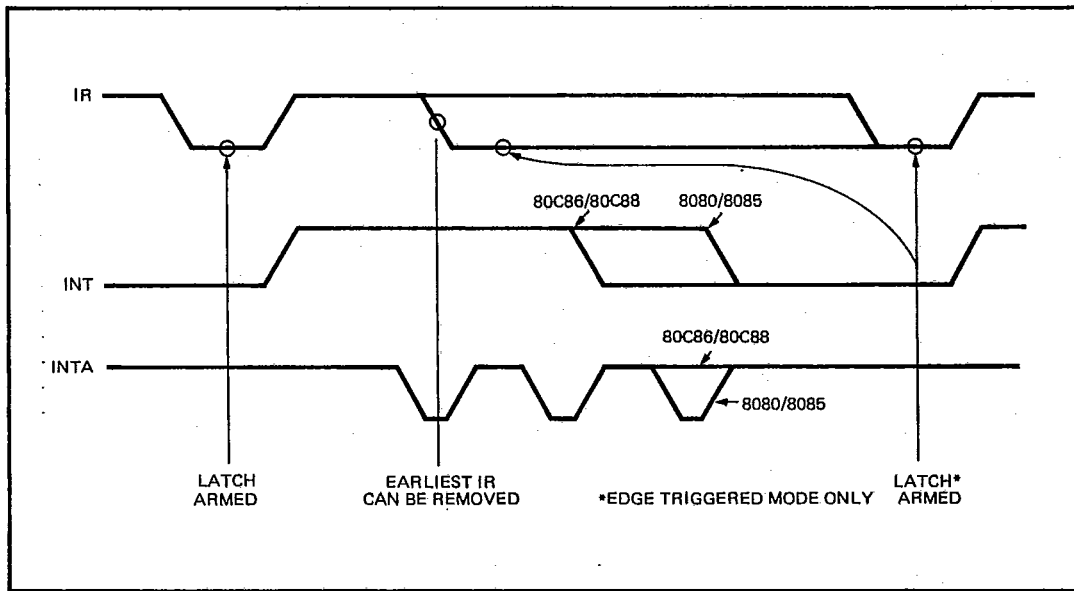 IR
80C86/80C88
8080/8085
INT
80C86/80C88
INTA
8080/8085
LATCH
ARMED
EARLIEST IR
CAN BE REMOVED
*EDGE TRIGGERED MODE ONLY
LATCH*
ARMED